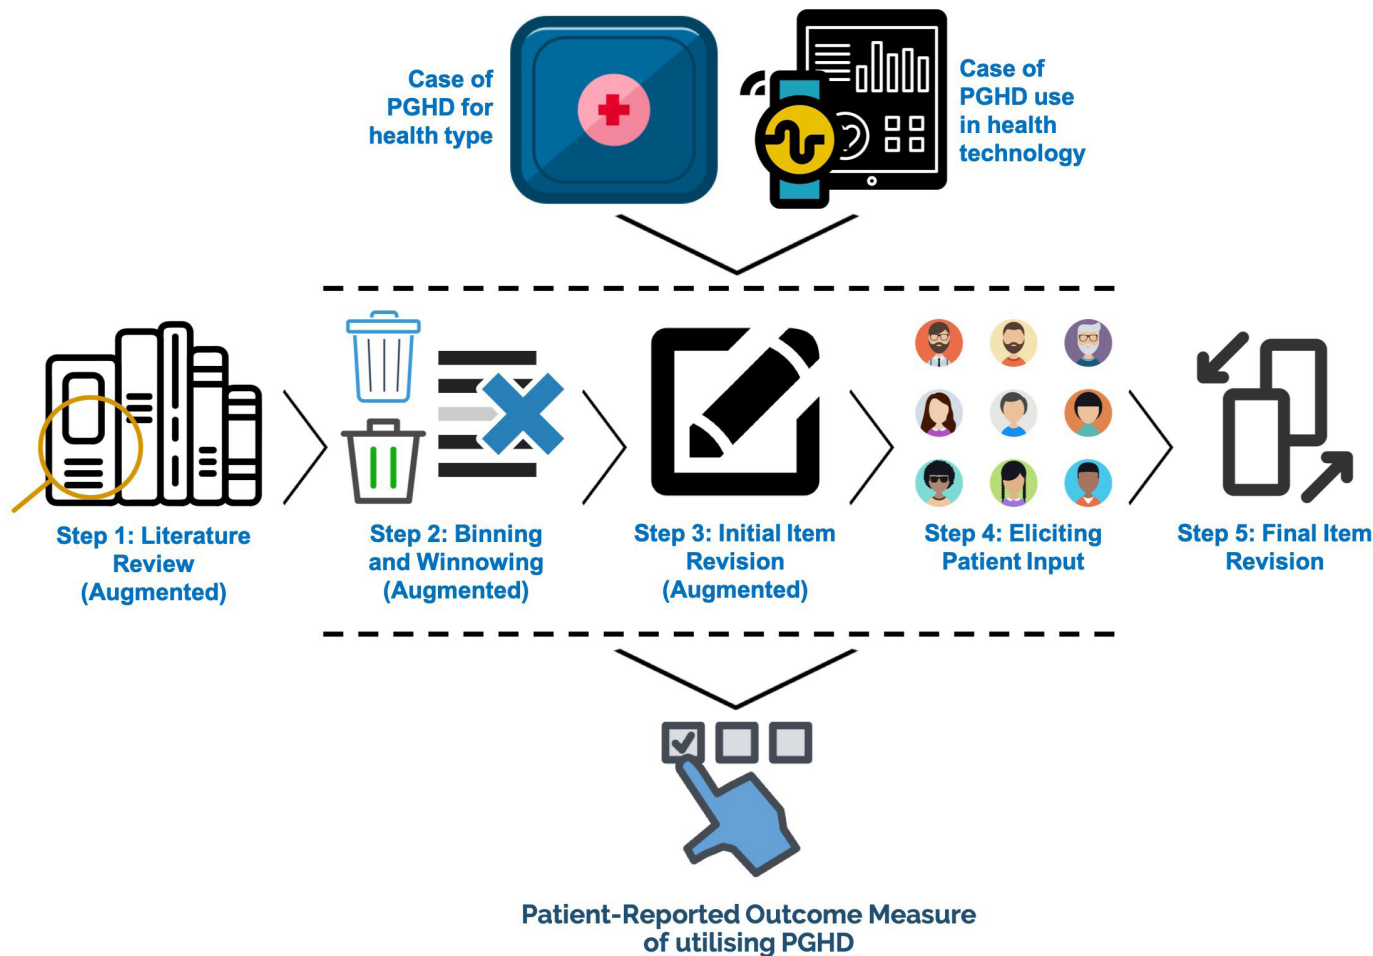 Case of
PGHD for
health type
Case of
PGHD use
in health
technology
Step 1: Literature
Review
(Augmented)
Step 2: Binning
and Winnowing
(Augmented)
Step 3: Initial Item
Revision
(Augmented)
Step 4: Eliciting
Patient Input
Step 5: Final Item
Revision
Patient-Reported Outcome Measure
of utilising PGHD